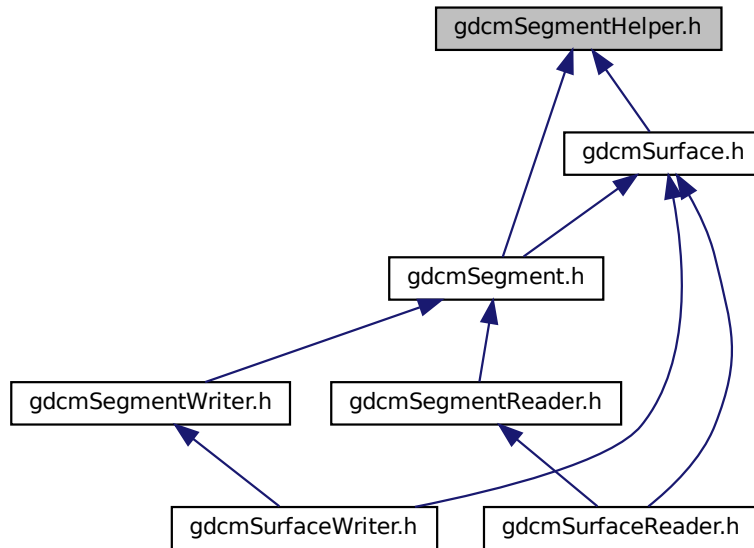 gdcmSegmentHelper.h
gdcmSurface.h
gdcmSegment.h
gdcmSegmentWriter.h
gdcmSegmentReader.h
gdcmSurfaceWriter.h
gdcmSurfaceReader.h